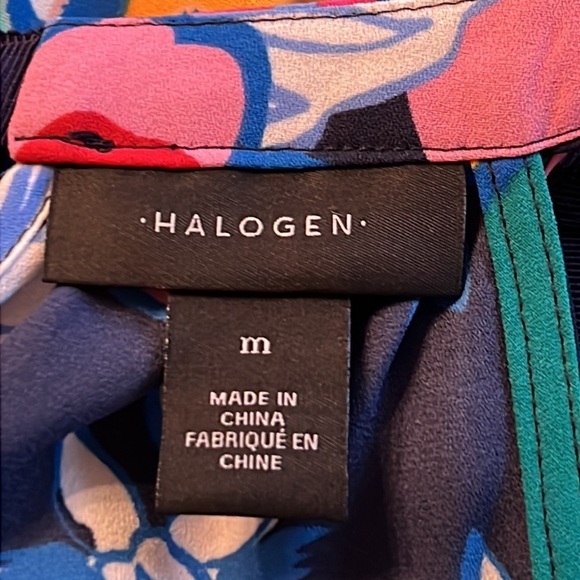 ·HALOGEN·
m
MADE IN
CHINA
FABRIQUÉ EN
CHINE